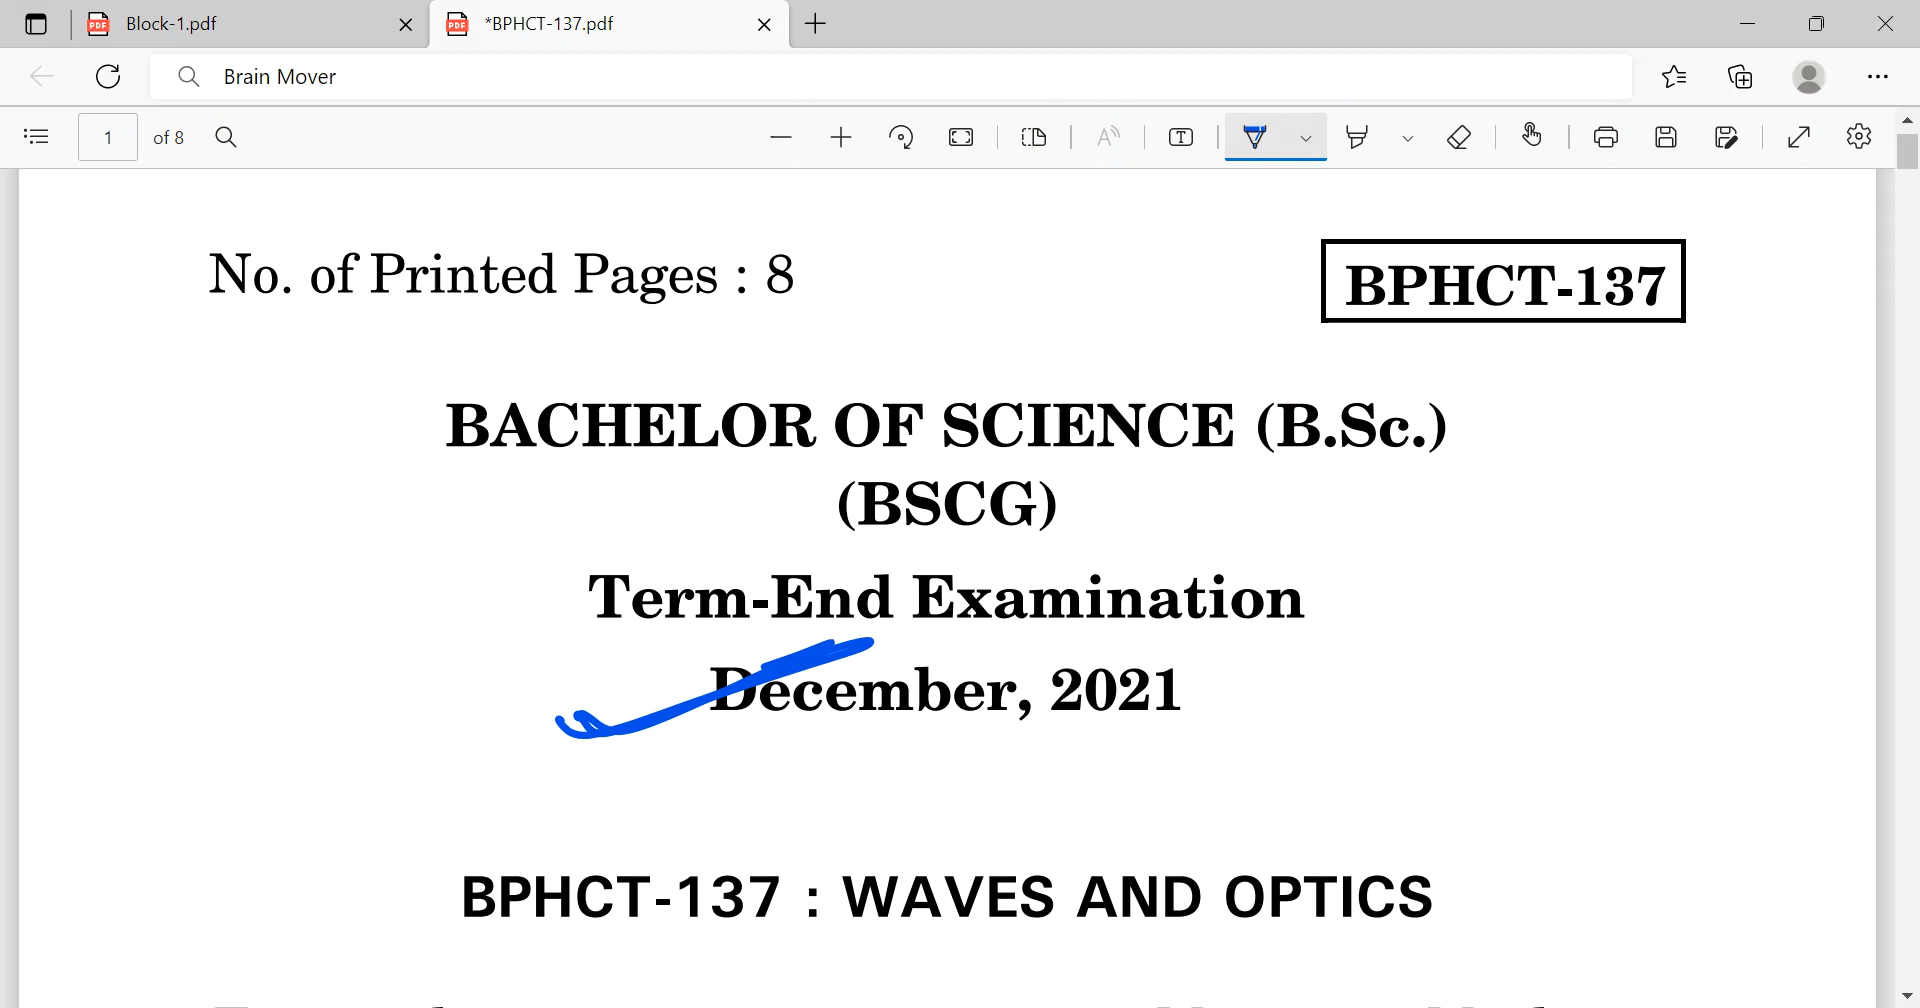 Block-1.pdf
*BPHCT-137.pdf
Brain Mover
1 of 8
No. of Printed Pages : 8
BPHCT-137
BACHELOR OF SCIENCE (B.Sc.)
(BSCG)
Term-End Examination
December, 2021
BPHCT-137 : WAVES AND OPTICS